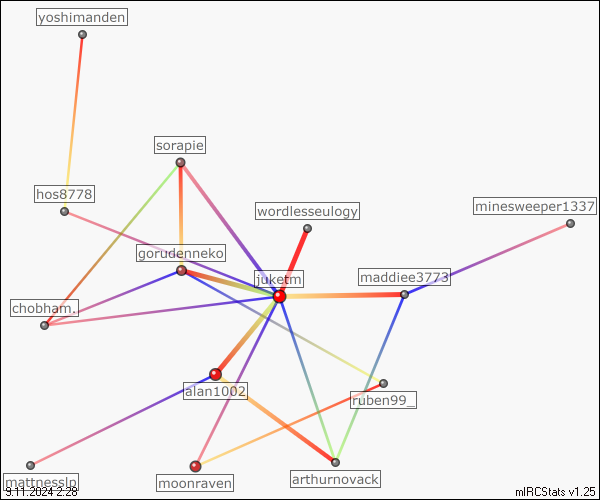 yoshimanden
sorapie
hos8778
wordlesseulogy
minesweeper1337
gorudenneko
juketm
maddiee3773
chobham.
alan1002
ruben99_
mattnesslp
moonraven
arthurnovack
9.11.2024 2.28
mIRCStats v1.25